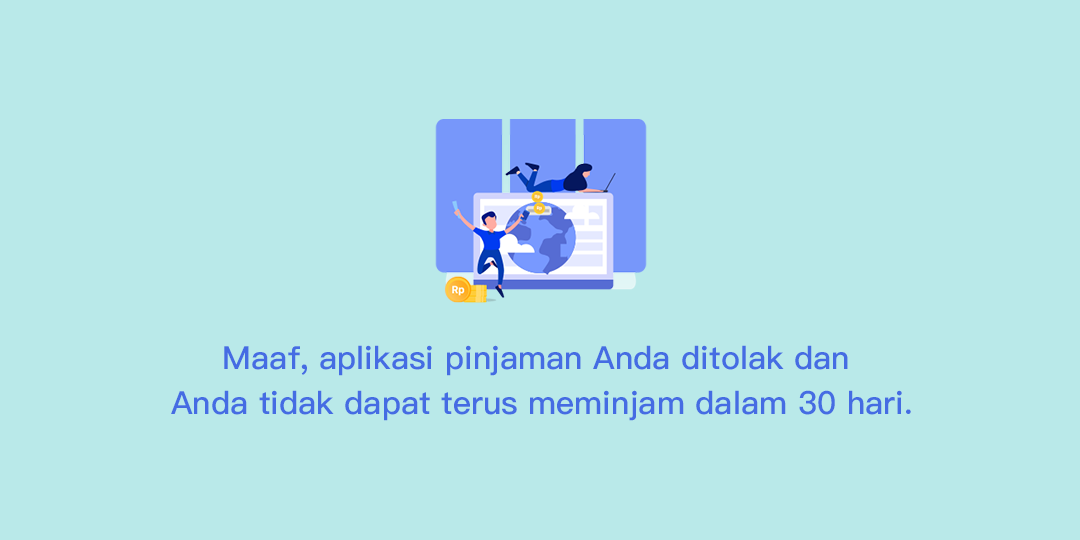 Rp
Maaf, aplikasi pinjaman Anda ditolak dan
Anda tidak dapat terus meminjam dalam 30 hari.